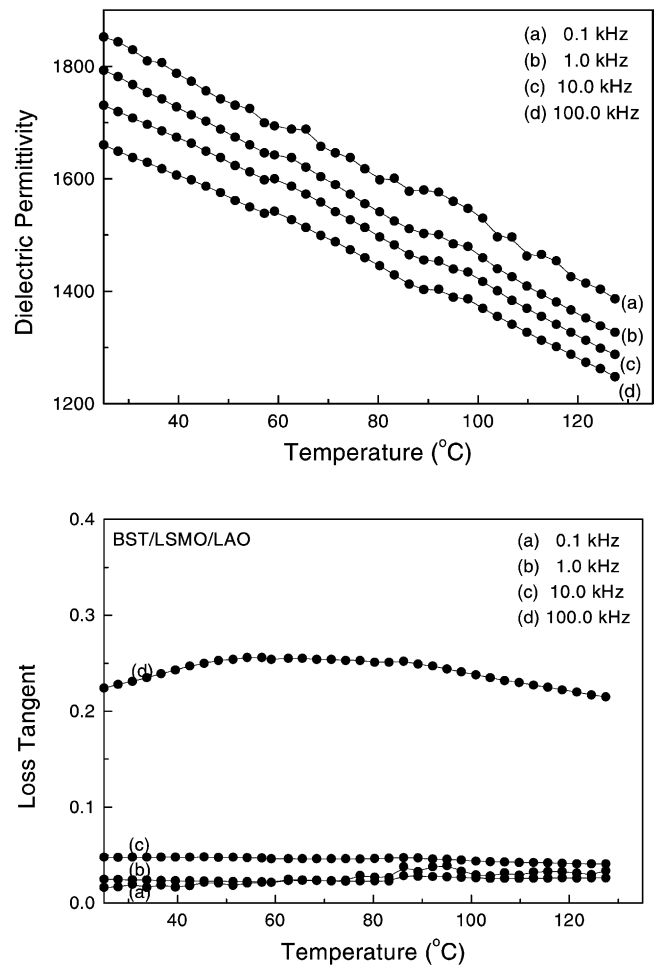 (a) 0.1 kHz
(b) 1.0 kHz
(c) 10.0 kHz
(d) 100.0 kHz
1800
1600
1400
1200
Dielectric Permittivity
(a)
(b)
(c)
(d)
40 60 80 100 120
Temperature (°C)
BST/LSMO/LAO
(a) 0.1 kHz
(b) 1.0 kHz
(c) 10.0 kHz
(d) 100.0 kHz
0.4
0.3
0.2
0.1
0.0
Loss Tangent
(d)
(c)
(b)
(a)
40 60 80 100 120
Temperature (°C)